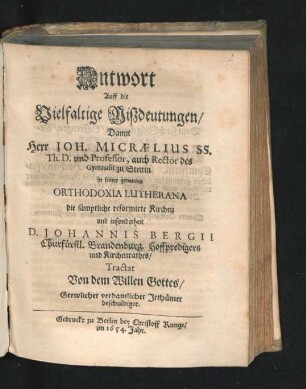 Antwort
Auff die
Vielfaltige Mißdeutungen/
Damit
Herr JOH. MICRÆLIUS SS.
Th. D. und Professor, auch Rector des
Gymnasii zu Stettin
in seiner genanten
ORTHODOXIA LUTHERANA
die sämptliche reformirte Kirchen
und insonderheit
D. JOHANNIS BERGII
Churfürstl. Brandenburg. Hoffpredigers
und Kirchenrathes/
Tractat
Von dem Willen Gottes/
Grewlicher verdamlicher Irthümer
beschuldiget.
Gedruckt zu Berlin bey Christoff Runge/
im 1654. Jahr.